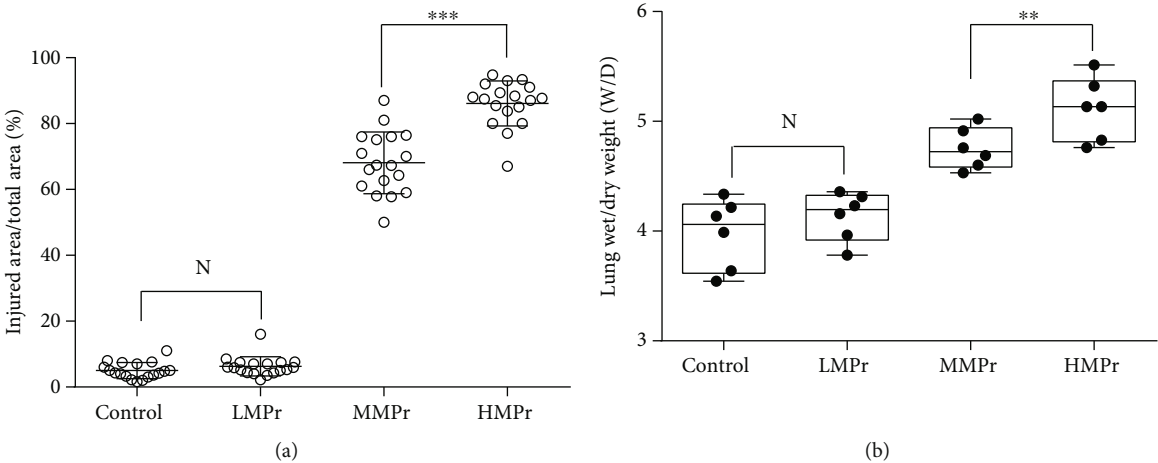 ***
100
80
60
40
20
0
Injured area/total area (%)
N
Control
LMPr
MMPr
HMPr
(a)
**
6
5
4
3
Lung wet/dry weight (W/D)
N
Control
LMPr
MMPr
HMPr
(b)